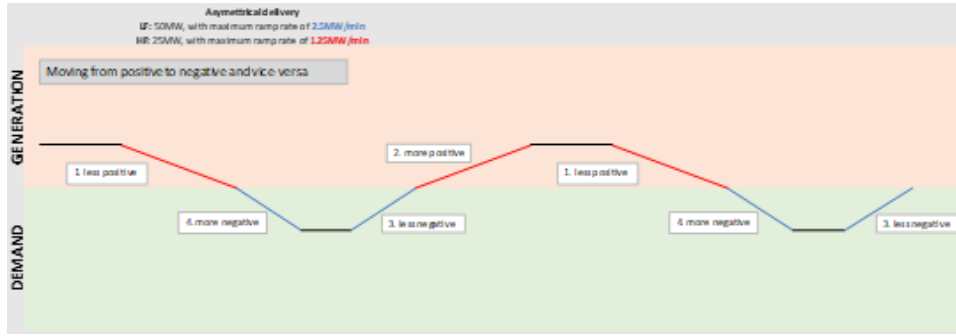 Asymettrical delivery
LF: 50MW, with maximum ramp rate of 2.5MW/min
HF: 25MW, with maximum ramp rate of 1.25MW/min
Moving from positive to negative and vice-versa
GENERATION
2. more positive
1. less positive
1. less positive
4. more negative
3. less negative
4. more negative
3. less negative
DEMAND